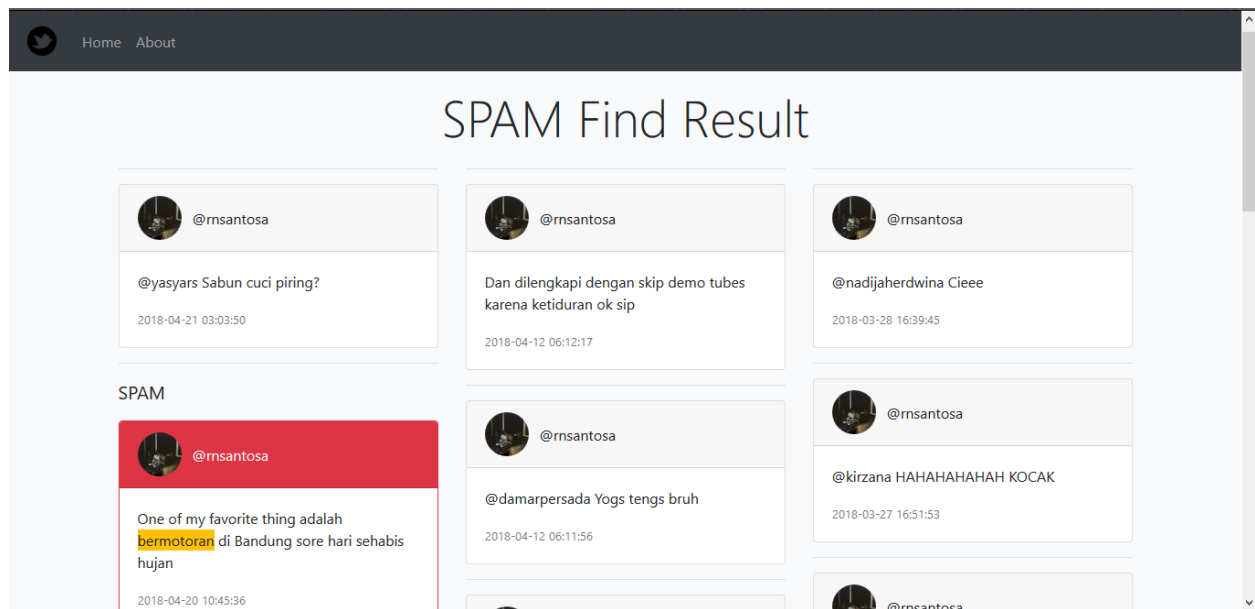 Home About
SPAM Find Result
@rnsantosa
@yasyars Sabun cuci piring?
2018-04-21 03:03:50
SPAM
@rnsantosa
One of my favorite thing adalah
bermotoran di Bandung sore hari sehabis
hujan
2018-04-20 10:45:36
@rnsantosa
Dan dilengkapi dengan skip demo tubes
karena ketiduran ok sip
2018-04-12 06:12:17
@rnsantosa
@damarpersada Yogs tengs bruh
2018-04-12 06:11:56
@rnsantosa
@nadijaherdwina Cieee
2018-03-28 16:39:45
@rnsantosa
@kirzana HAHAHAHAHAH KOCAK
2018-03-27 16:51:53
@rnsantosa